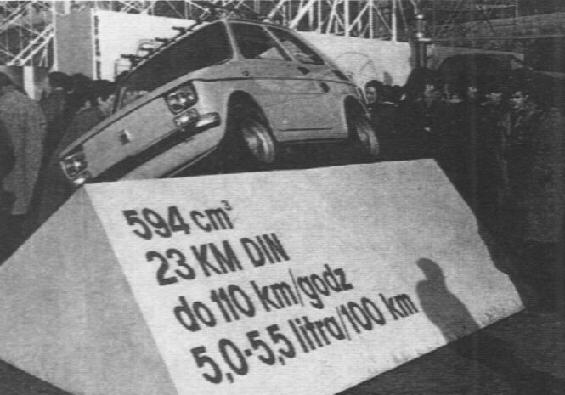 594 cm³
23 KM DIN
do 110 km/godz
5,0-5,5 litra/100 km